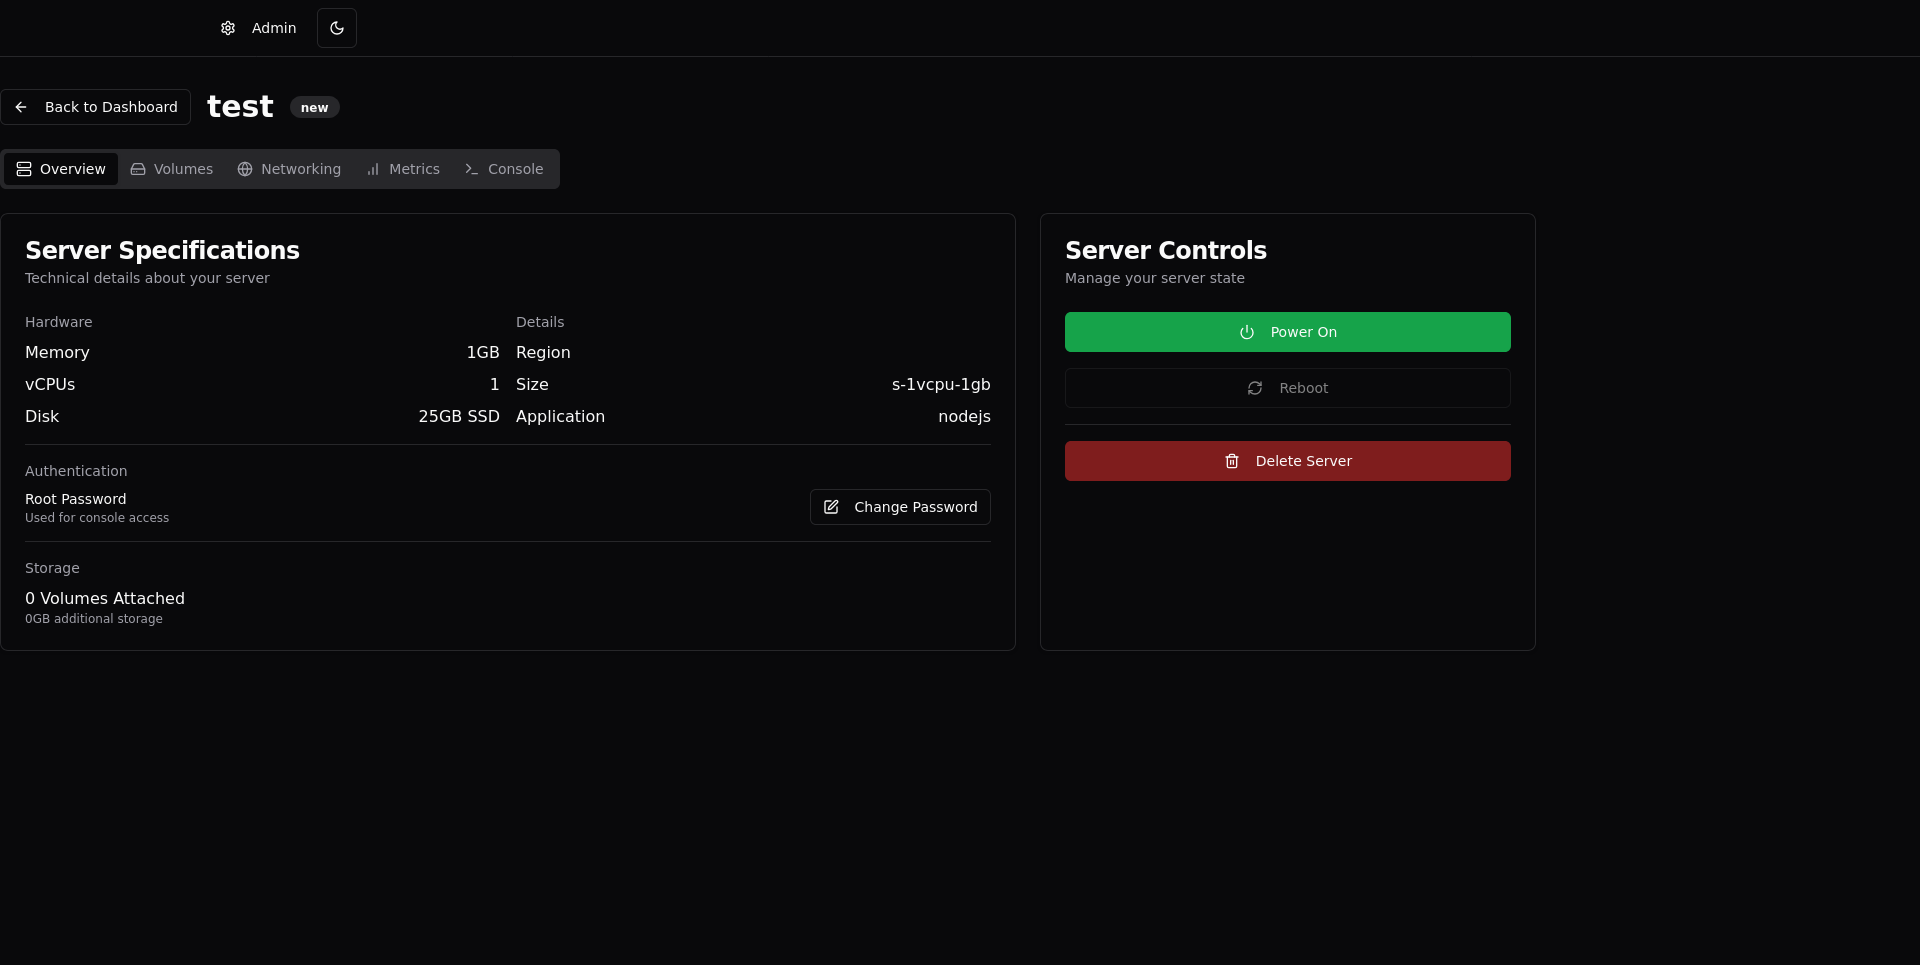 Admin
Back to Dashboard test new
Overview Volumes Networking Metrics Console
Server Specifications
Technical details about your server
Hardware Details
Memory 1GB Region
vCPUs 1 Size s-1vcpu-1gb
Disk 25GB SSD Application nodejs
Authentication
Root Password
Used for console access
Change Password
Storage
0 Volumes Attached
0GB additional storage
Server Controls
Manage your server state
Power On
Reboot
Delete Server